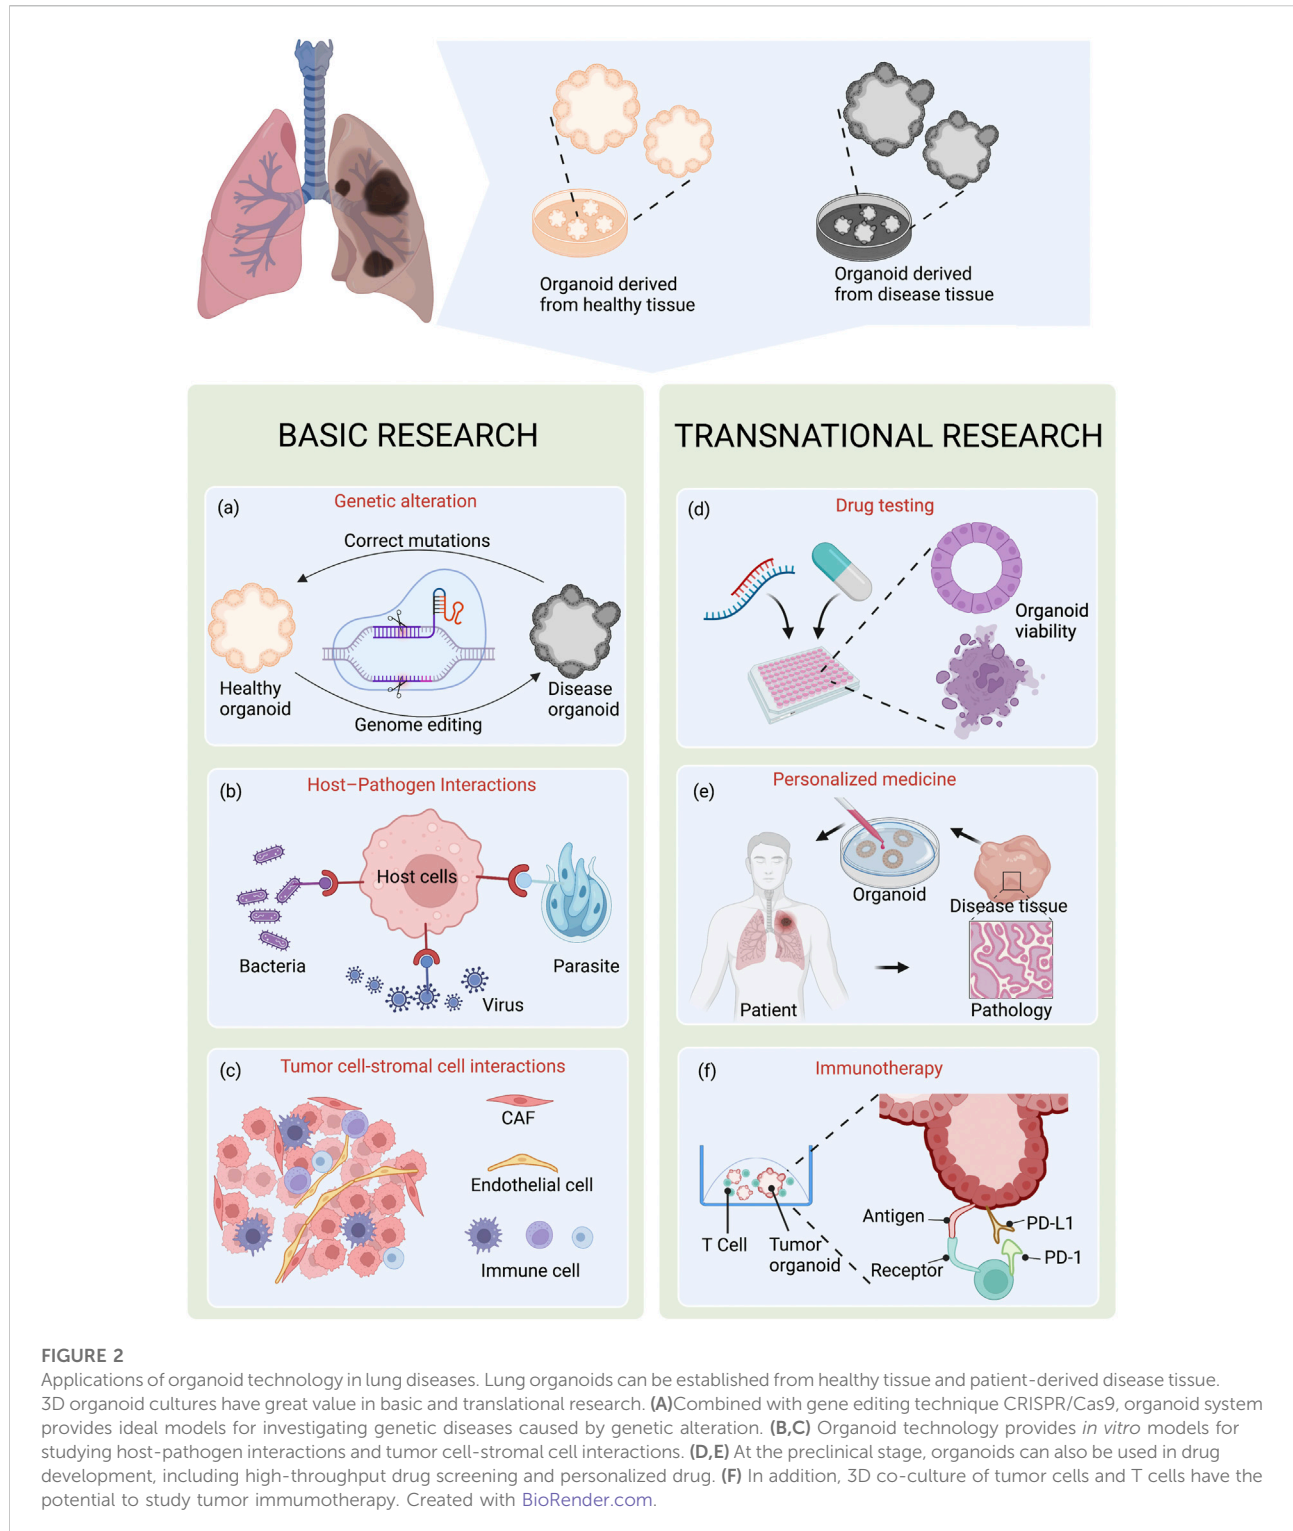 Organoid derived
from healthy tissue
Organoid derived
from disease tissue
BASIC RESEARCH
(a)
Genetic alteration
Correct mutations
Healthy
organoid
Disease
organoid
Genome editing
(b)
Host–Pathogen Interactions
Host cells
Bacteria
Parasite
Virus
(c)
Tumor cell-stromal cell interactions
CAF
Endothelial cell
Immune cell
TRANSNATIONAL RESEARCH
(d)
Drug testing
Organoid
viability
(e)
Personalized medicine
Organoid
Disease tissue
Patient
Pathology
(f)
Immunotherapy
T Cell
Tumor
organoid
Antigen
PD-L1
Receptor
PD-1
FIGURE 2
Applications of organoid technology in lung diseases. Lung organoids can be established from healthy tissue and patient-derived disease tissue.
3D organoid cultures have great value in basic and translational research. (A)Combined with gene editing technique CRISPR/Cas9, organoid system
provides ideal models for investigating genetic diseases caused by genetic alteration. (B,C) Organoid technology provides in vitro models for
studying host-pathogen interactions and tumor cell-stromal cell interactions. (D,E) At the preclinical stage, organoids can also be used in drug
development, including high-throughput drug screening and personalized drug. (F) In addition, 3D co-culture of tumor cells and T cells have the
potential to study tumor immumotherapy. Created with BioRender.com.